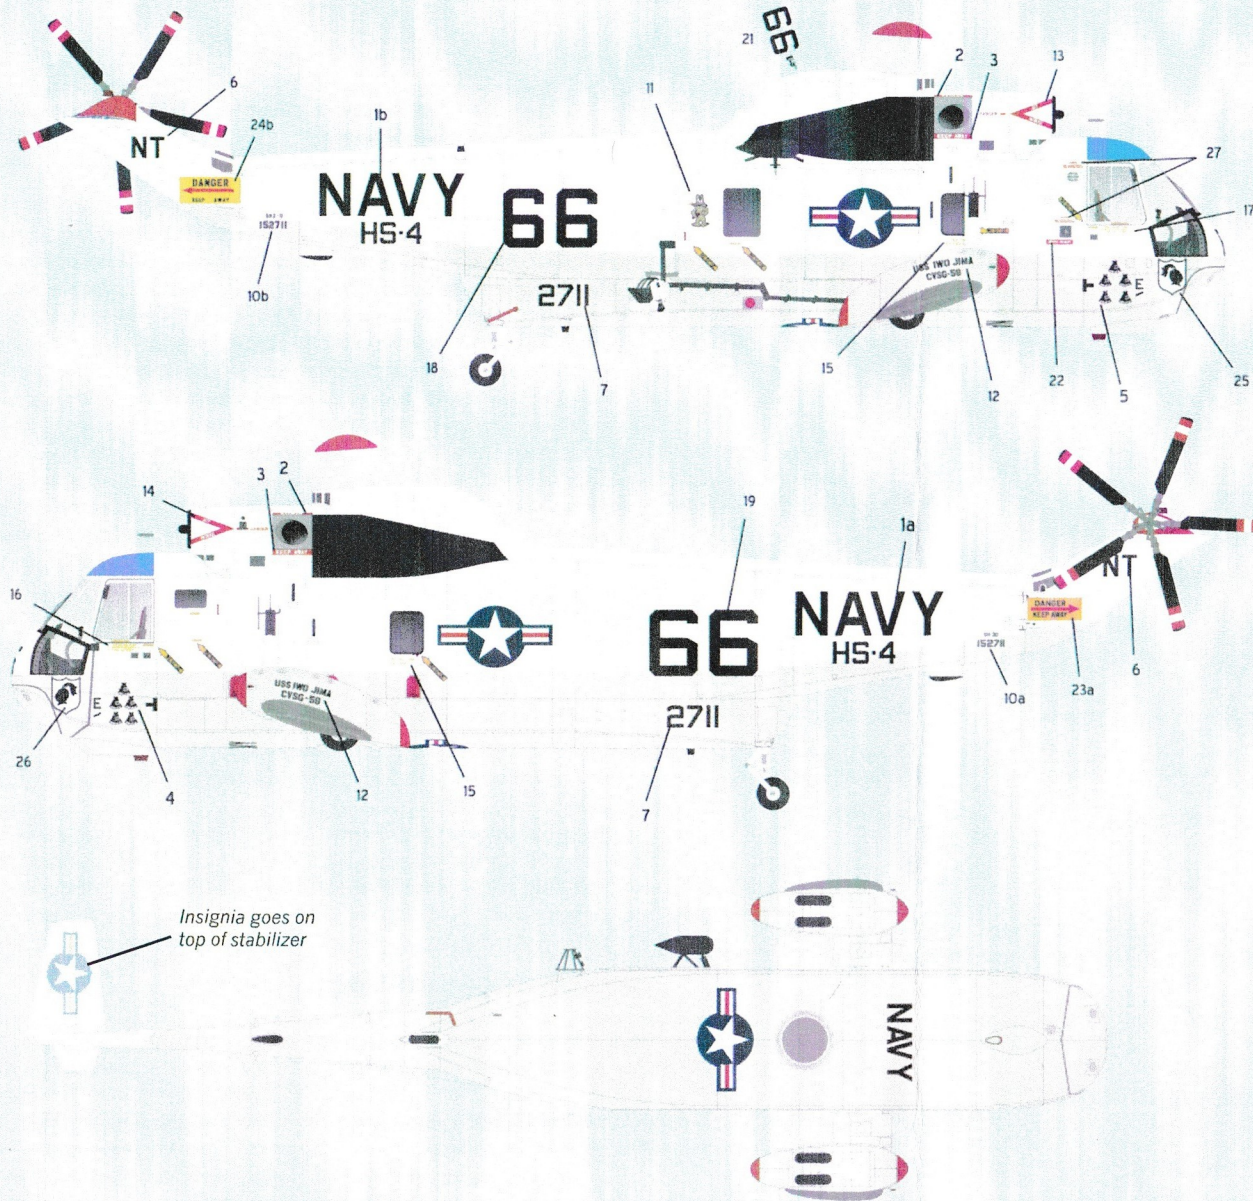 66
21
2
3
13
6
11
NT
24b
1b
27
DANGER
KEEP AWAY
NAVY
HS-4
66
17
152711
10b
USS IWO JIMA
CVSG-59
2711
E
18
7
15
12
22
5
25
3
2
14
19
1a
16
NT
66
NAVY
HS-4
DANGER
KEEP AWAY
152711
6
10a
23a
USS IWO JIMA
CVSG-59
E
2711
26
4
12
15
7
Insignia goes on
top of stabilizer
NAVY